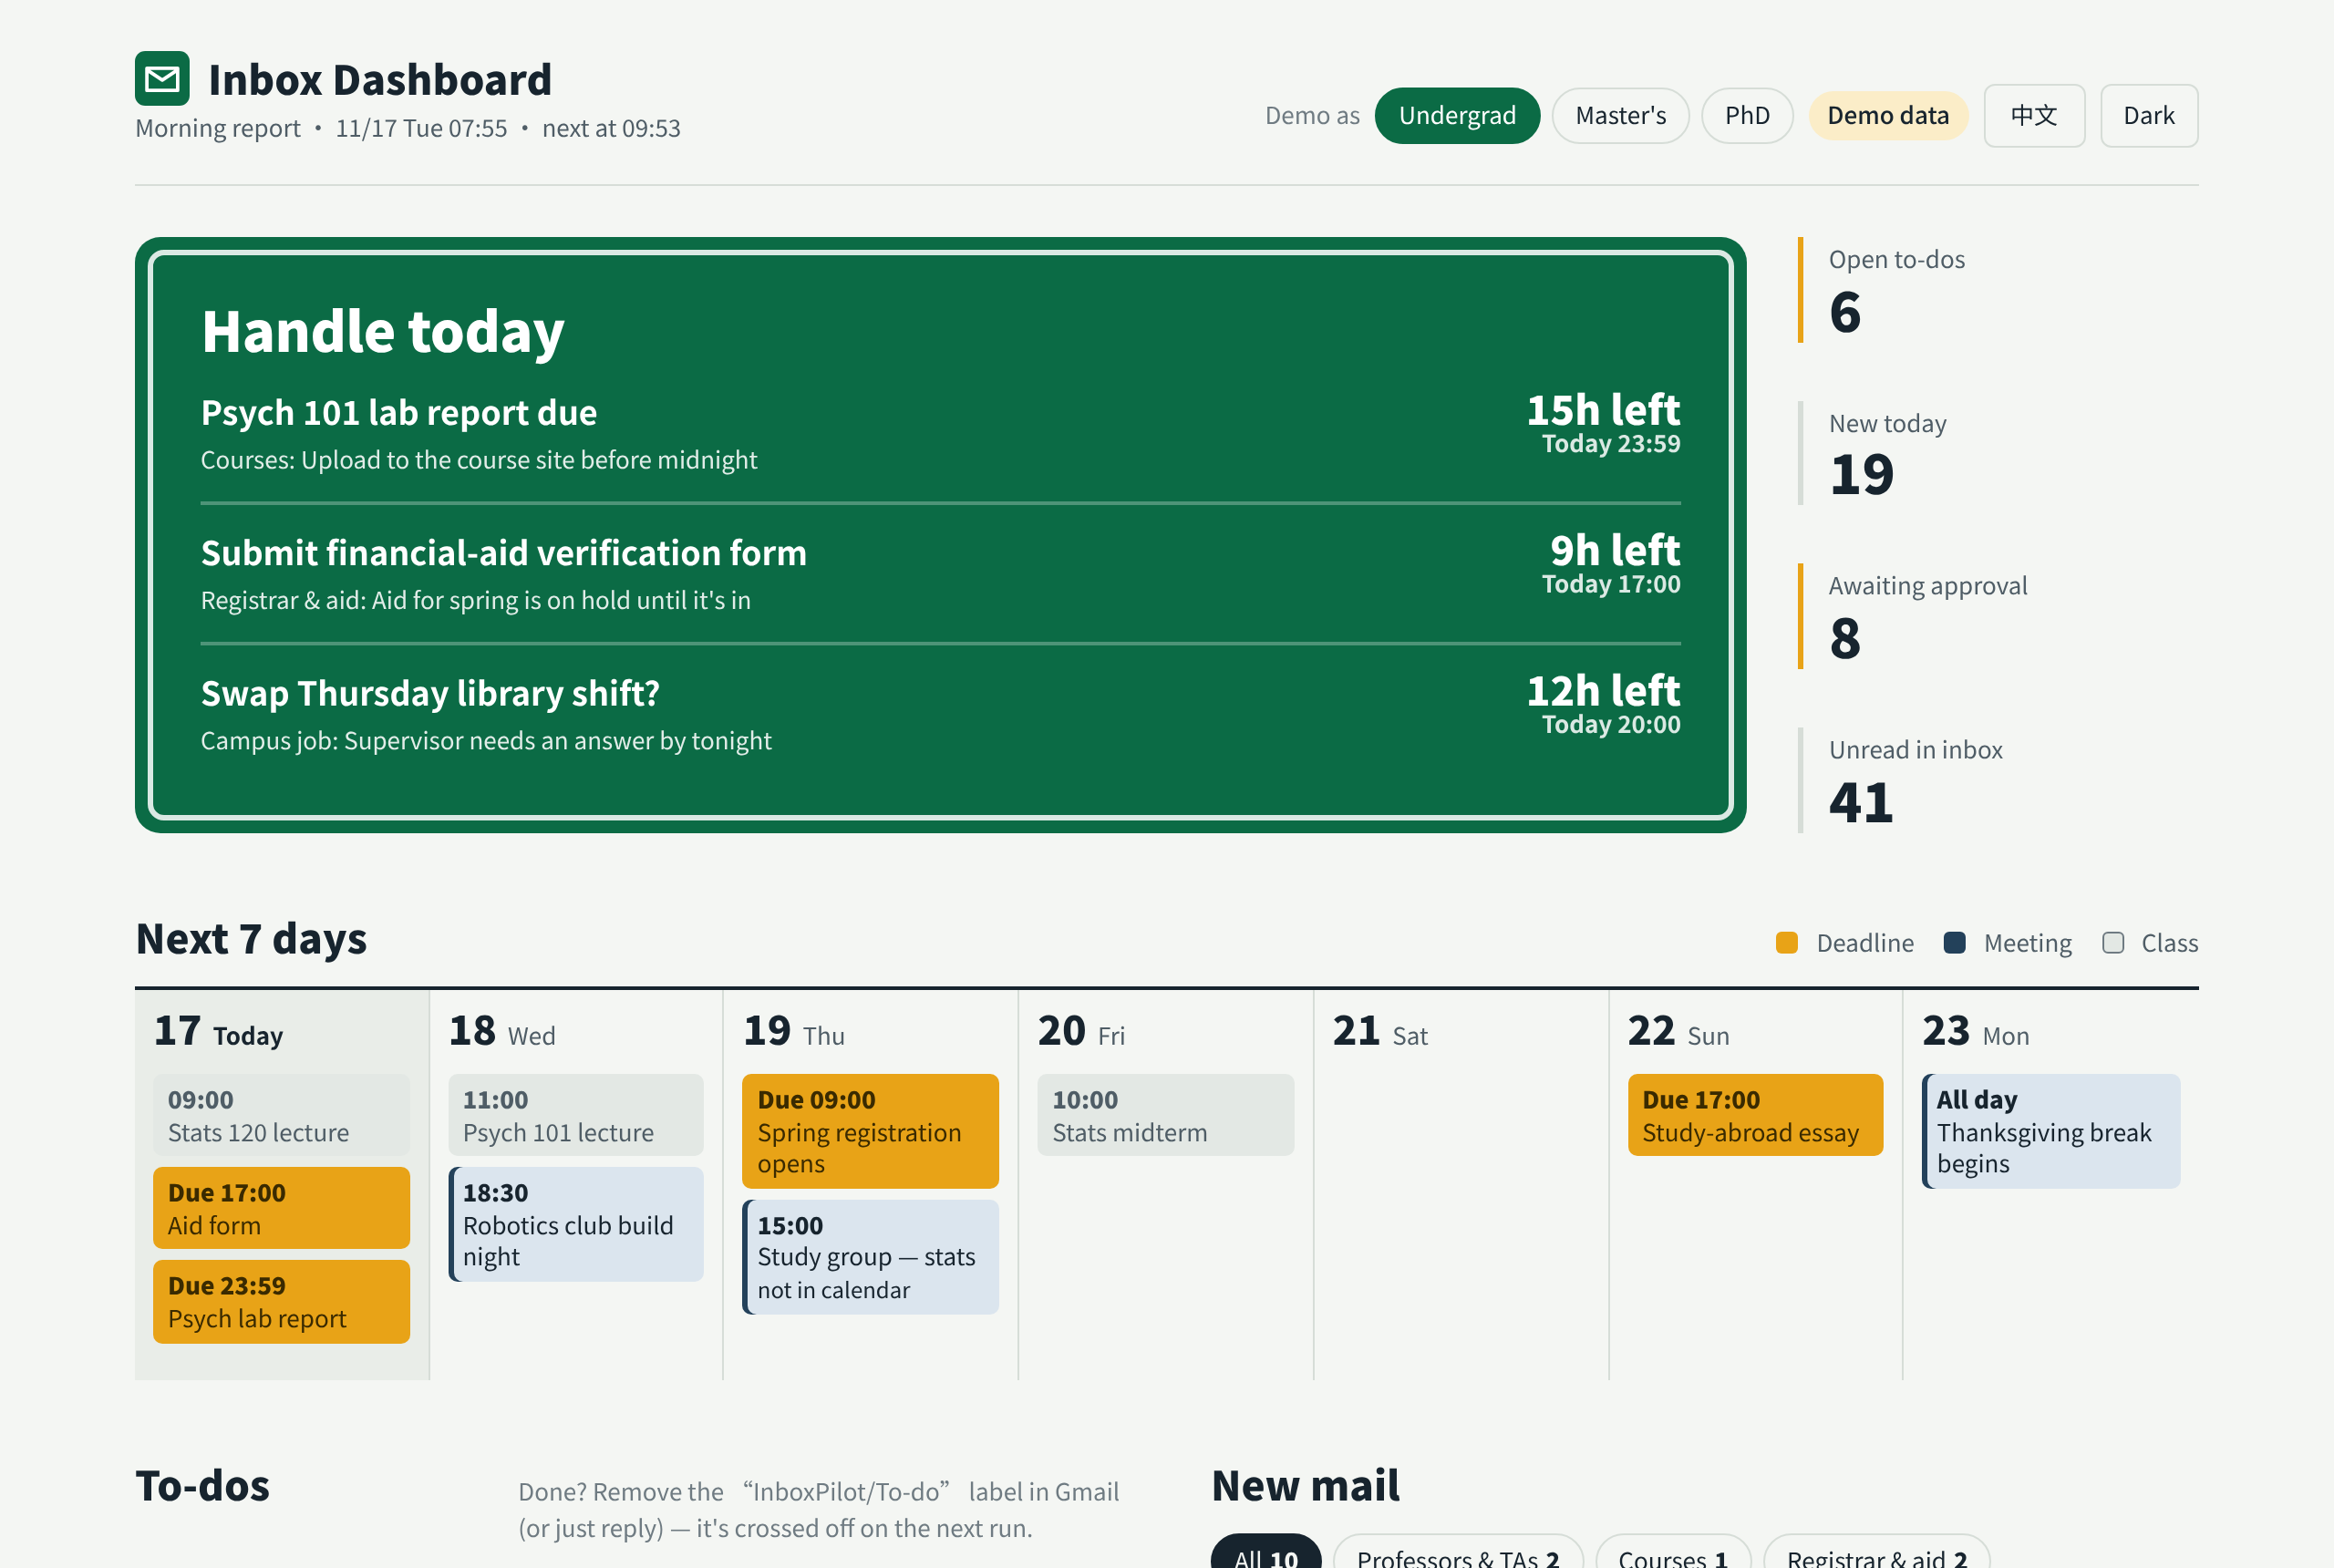 Inbox Dashboard
Morning report • 11/17 Tue 07:55 • next at 09:53
Demo as Undergrad Master's PhD Demo data 中文 Dark
Handle today
Psych 101 lab report due
15h left
Today 23:59
Courses: Upload to the course site before midnight
Submit financial-aid verification form
9h left
Today 17:00
Registrar & aid: Aid for spring is on hold until it's in
Swap Thursday library shift?
12h left
Today 20:00
Campus job: Supervisor needs an answer by tonight
Open to-dos
6
New today
19
Awaiting approval
8
Unread in inbox
41
Next 7 days
Deadline Meeting Class
17 Today
09:00
Stats 120 lecture
Due 17:00
Aid form
Due 23:59
Psych lab report
18 Wed
11:00
Psych 101 lecture
18:30
Robotics club build
night
19 Thu
Due 09:00
Spring registration
opens
15:00
Study group — stats
not in calendar
20 Fri
10:00
Stats midterm
21 Sat
22 Sun
Due 17:00
Study-abroad essay
23 Mon
All day
Thanksgiving break
begins
To-dos
Done? Remove the “InboxPilot/To-do” label in Gmail
(or just reply) — it's crossed off on the next run.
New mail
All 10 Professors & TAs 2 Courses 1 Registrar & aid 2